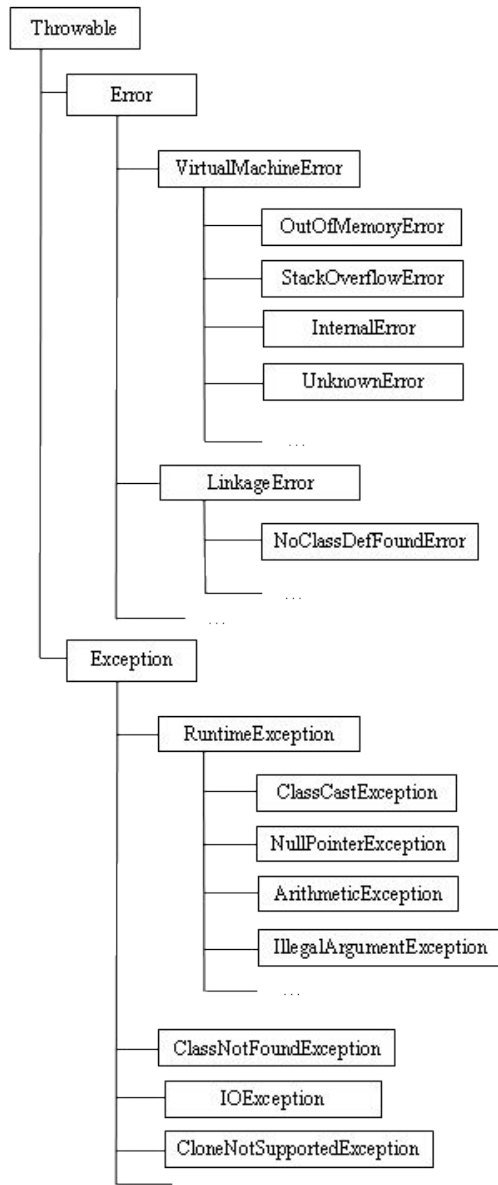 Throwable
Error
VirtualMachineError
OutOfMemoryError
StackOverflowError
InternalError
UnknownError
...
LinkageError
NoClassDefFoundError
...
...
Exception
RuntimeException
ClassCastException
NullPointerException
ArithmeticException
IllegalArgumentException
...
ClassNotFoundException
IOException
CloneNotSupportedException